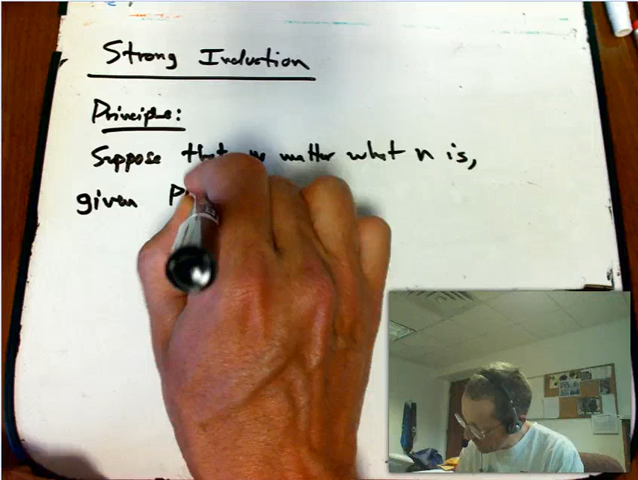 Strong Induction
Principle:
Suppose that no matter what n is,
given P